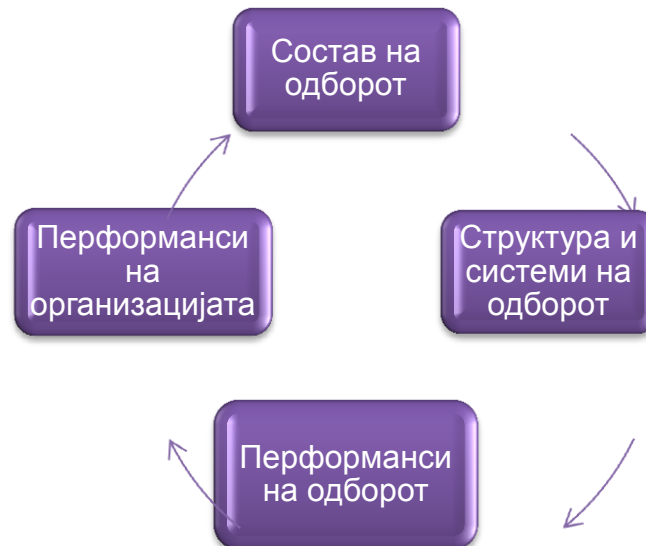 Состав на
одборот
Перформанси
на
организацијата
Структура и
системи на
одборот
Перформанси
на одборот